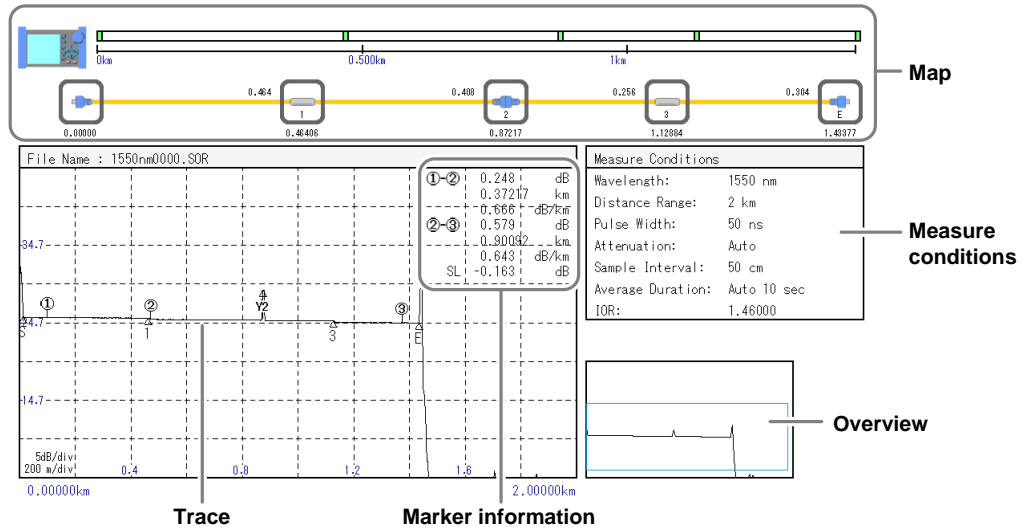 0km 0.500km 1km
Map
0.464 0.408 0.256 0.304
1 2 3 E
0.00000 0.46406 0.87217 1.12884 1.43377
File Name : 1550nm0000.SOR
①-② 0.248 dB
0.37217 km
0.666 dB/km
②-③ 0.579 dB
0.90092 km
0.643 dB/km
SL -0.163 dB
-34.7
① ② 4 Y2 ③
-24.7
S 1 3 E
-14.7
5dB/div
200 m/div 0.4 0.8 1.2 1.6
0.00000km 2.00000km
Measure Conditions
Wavelength: 1550 nm
Distance Range: 2 km
Pulse Width: 50 ns
Attenuation: Auto
Sample Interval: 50 cm
Average Duration: Auto 10 sec
IOR: 1.46000
Measure
conditions
Overview
Trace
Marker information